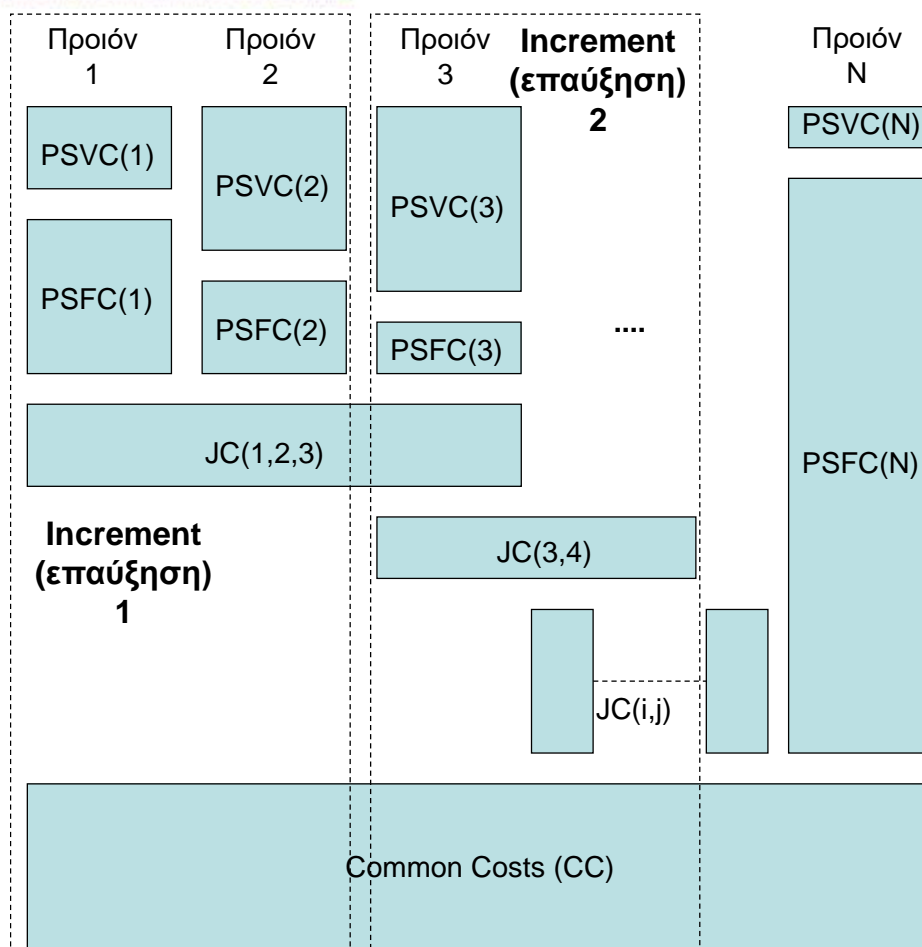 Προιόν
1
Προιόν
2
Προιόν
3
Increment
(επαύξηση)
2
Προιόν
N
PSVC(1)
PSVC(2)
PSVC(3)
PSVC(N)
PSFC(1)
PSFC(2)
PSFC(3)
....
PSFC(N)
JC(1,2,3)
Increment
(επαύξηση)
1
JC(3,4)
JC(i,j)
Common Costs (CC)